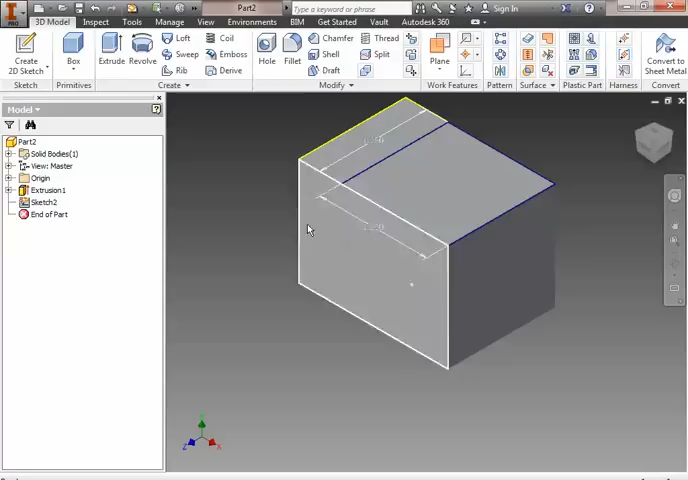 PRO
Part2
Type a keyword or phrase
Sign In
3D Model
Inspect
Tools
Manage
View
Environments
BIM
Get Started
Vault
Autodesk 360
Create
2D Sketch
Box
Extrude
Revolve
Loft
Sweep
Rib
Coil
Emboss
Derive
Hole
Fillet
Chamfer
Shell
Draft
Thread
Split
Plane
Convert to
Sheet Metal
Sketch
Primitives
Create
Modify
Work Features
Pattern
Surface
Plastic Part
Harness
Convert
Model
Part2
Solid Bodies(1)
View: Master
Origin
Extrusion1
Sketch2
End of Part
Z
X